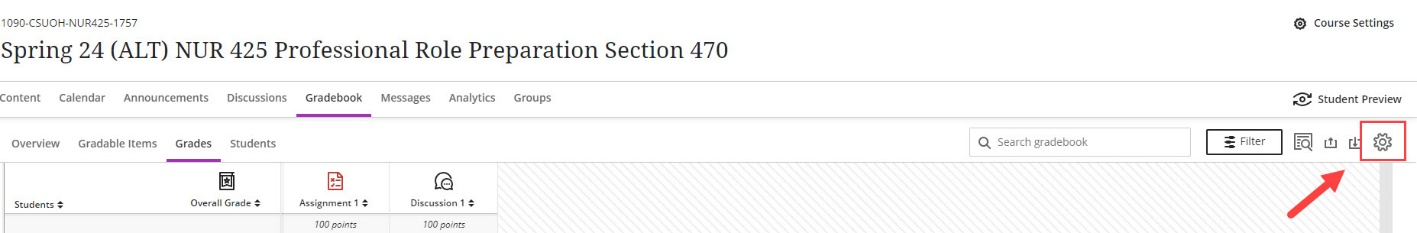 1090-CSUOH-NUR425-1757
Course Settings
Spring 24 (ALT) NUR 425 Professional Role Preparation Section 470
Content Calendar Announcements Discussions Gradebook Messages Analytics Groups
Student Preview
Overview Gradable Items Grades Students
Search gradebook
Filter
Students Overall Grade Assignment 1 Discussion 1
100 points 100 points